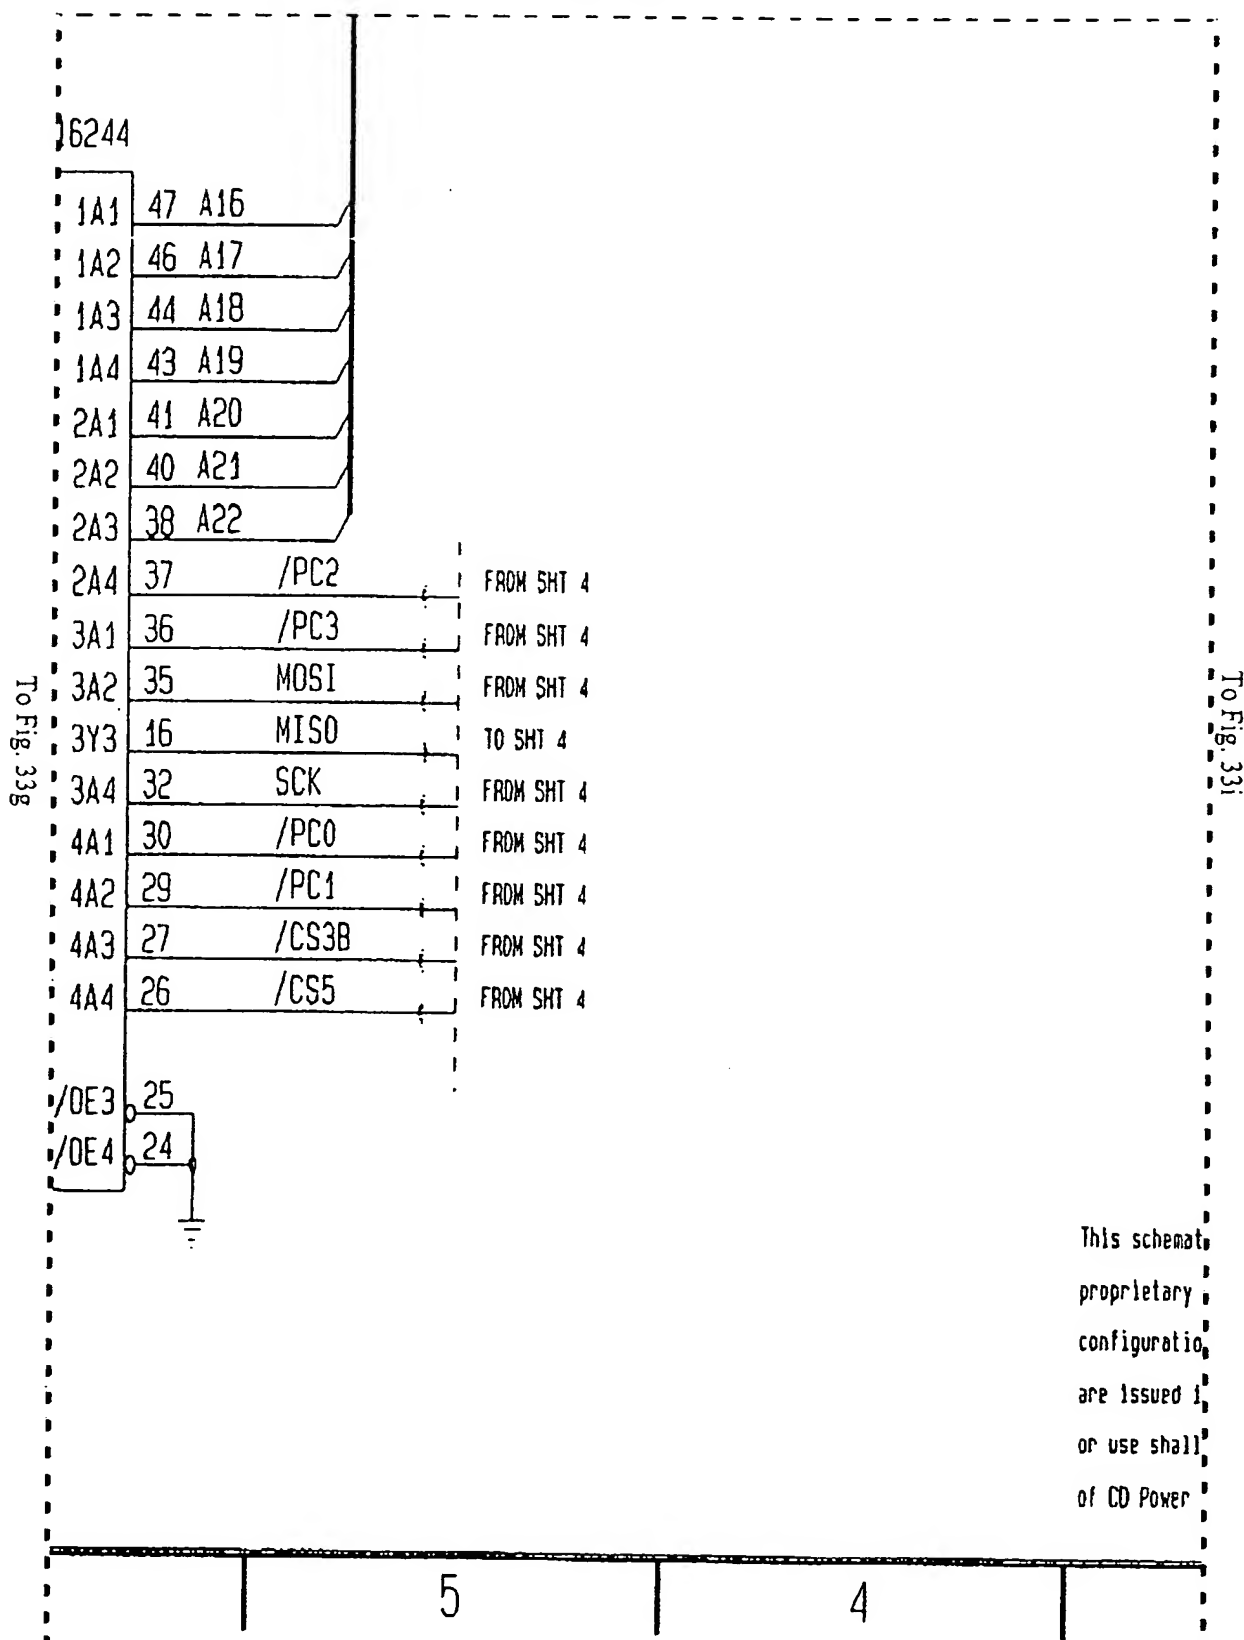 16244
1A1 47 A16
1A2 46 A17
1A3 44 A18
1A4 43 A19
2A1 41 A20
2A2 40 A21
2A3 38 A22
2A4 37 /PC2 FROM SHT 4
3A1 36 /PC3 FROM SHT 4
3A2 35 MOSI FROM SHT 4
3Y3 16 MISO TO SHT 4
3A4 32 SCK FROM SHT 4
4A1 30 /PC0 FROM SHT 4
4A2 29 /PC1 FROM SHT 4
4A3 27 /CS3B FROM SHT 4
4A4 26 /CS5 FROM SHT 4
/OE3 25
/OE4 24
To Fig. 33g
To Fig. 33i
This schemat
proprietary
configuratio
are issued i
or use shall
of CD Power
5 4